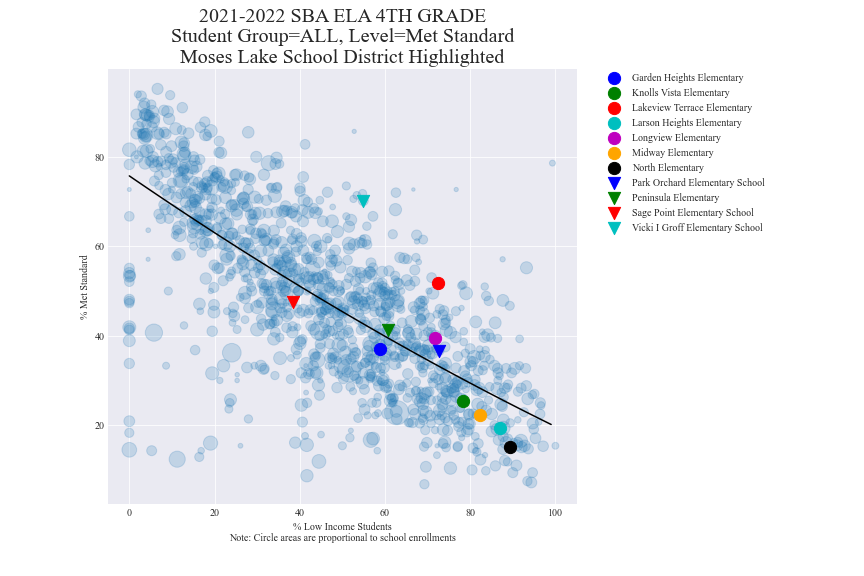 2021-2022 SBA ELA 4TH GRADE
Student Group=ALL, Level=Met Standard
Moses Lake School District Highlighted
% Met Standard
80
60
40
20
0 20 40 60 80 100
% Low Income Students
Note: Circle areas are proportional to school enrollments
Garden Heights Elementary
Knolls Vista Elementary
Lakeview Terrace Elementary
Larson Heights Elementary
Longview Elementary
Midway Elementary
North Elementary
Park Orchard Elementary School
Peninsula Elementary
Sage Point Elementary School
Vicki I Groff Elementary School